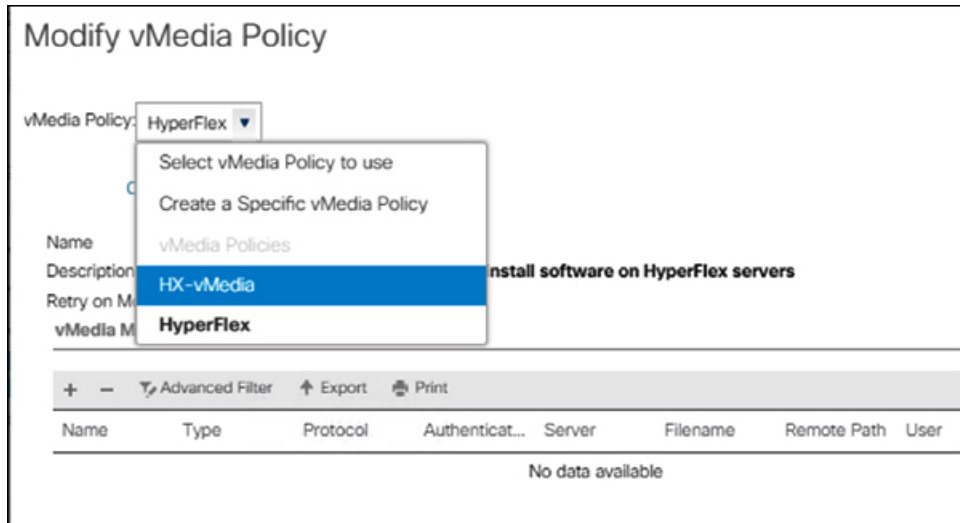 Modify vMedia Policy
vMedia Policy: HyperFlex
Select vMedia Policy to use
Create a Specific vMedia Policy
vMedia Policies
Name
Description
HX-vMedia
install software on HyperFlex servers
Retry on
HyperFlex
vMedia
+ − Advanced Filter Export Print
Name Type Protocol Authenticat... Server Filename Remote Path User
No data available